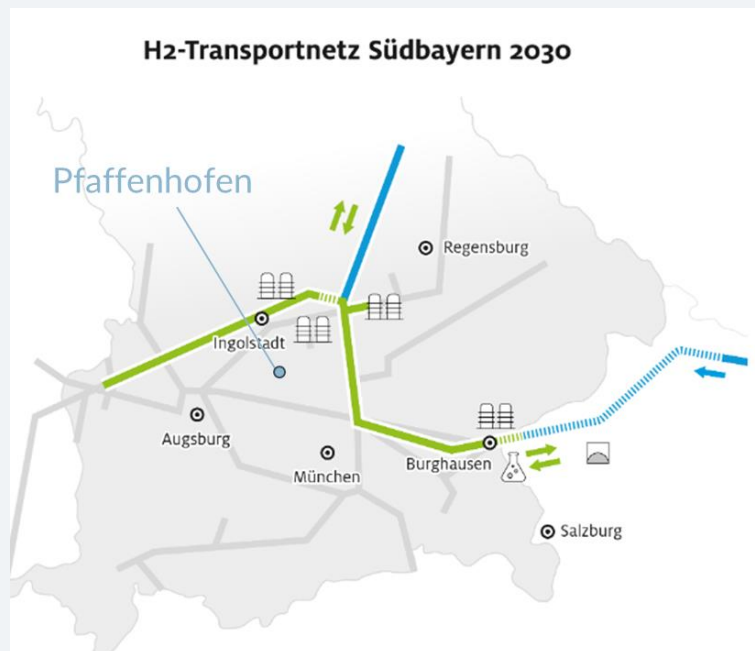 H2-Transportnetz Südbayern 2030
Pfaffenhofen
Regensburg
Ingolstadt
Augsburg
München
Burghausen
Salzburg